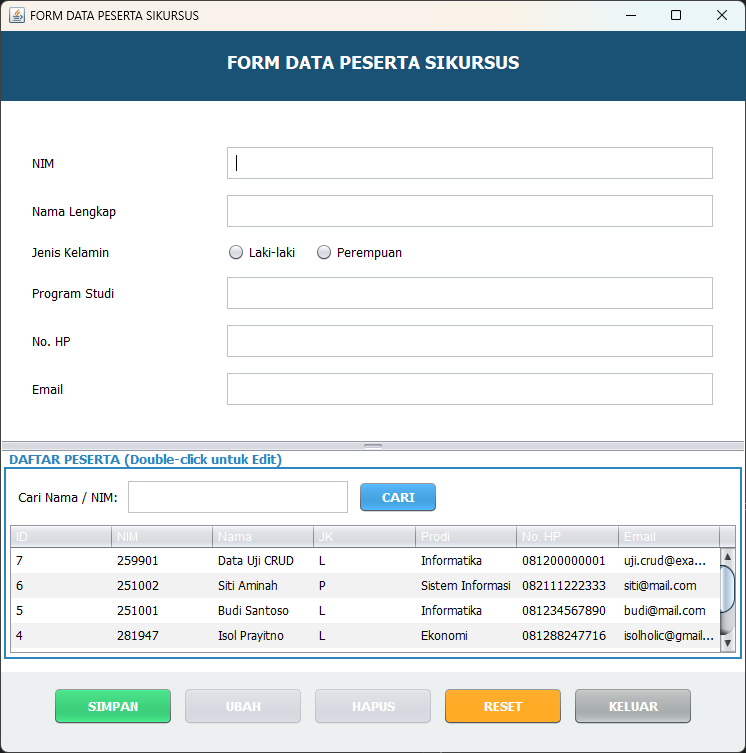 FORM DATA PESERTA SIKURSUS
FORM DATA PESERTA SIKURSUS
NIM
Nama Lengkap
Jenis Kelamin Laki-laki Perempuan
Program Studi
No. HP
Email
DAFTAR PESERTA (Double-click untuk Edit)
Cari Nama / NIM: CARI
ID NIM Nama JK Prodi No. HP Email
7 259901 Data Uji CRUD L Informatika 081200000001 uji.crud@exa...
6 251002 Siti Aminah P Sistem Informasi 082111222333 siti@mail.com
5 251001 Budi Santoso L Informatika 081234567890 budi@mail.com
4 281947 Isol Prayitno L Ekonomi 081288247716 isolholic@gmail...
SIMPAN UBAH HAPUS RESET KELUAR